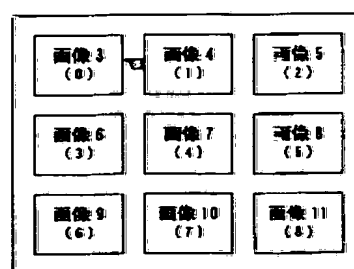 画像 3
(0)
画像 4
(1)
画像 5
(2)
画像 6
(3)
画像 7
(4)
画像 8
(5)
画像 9
(6)
画像 10
(7)
画像 11
(8)